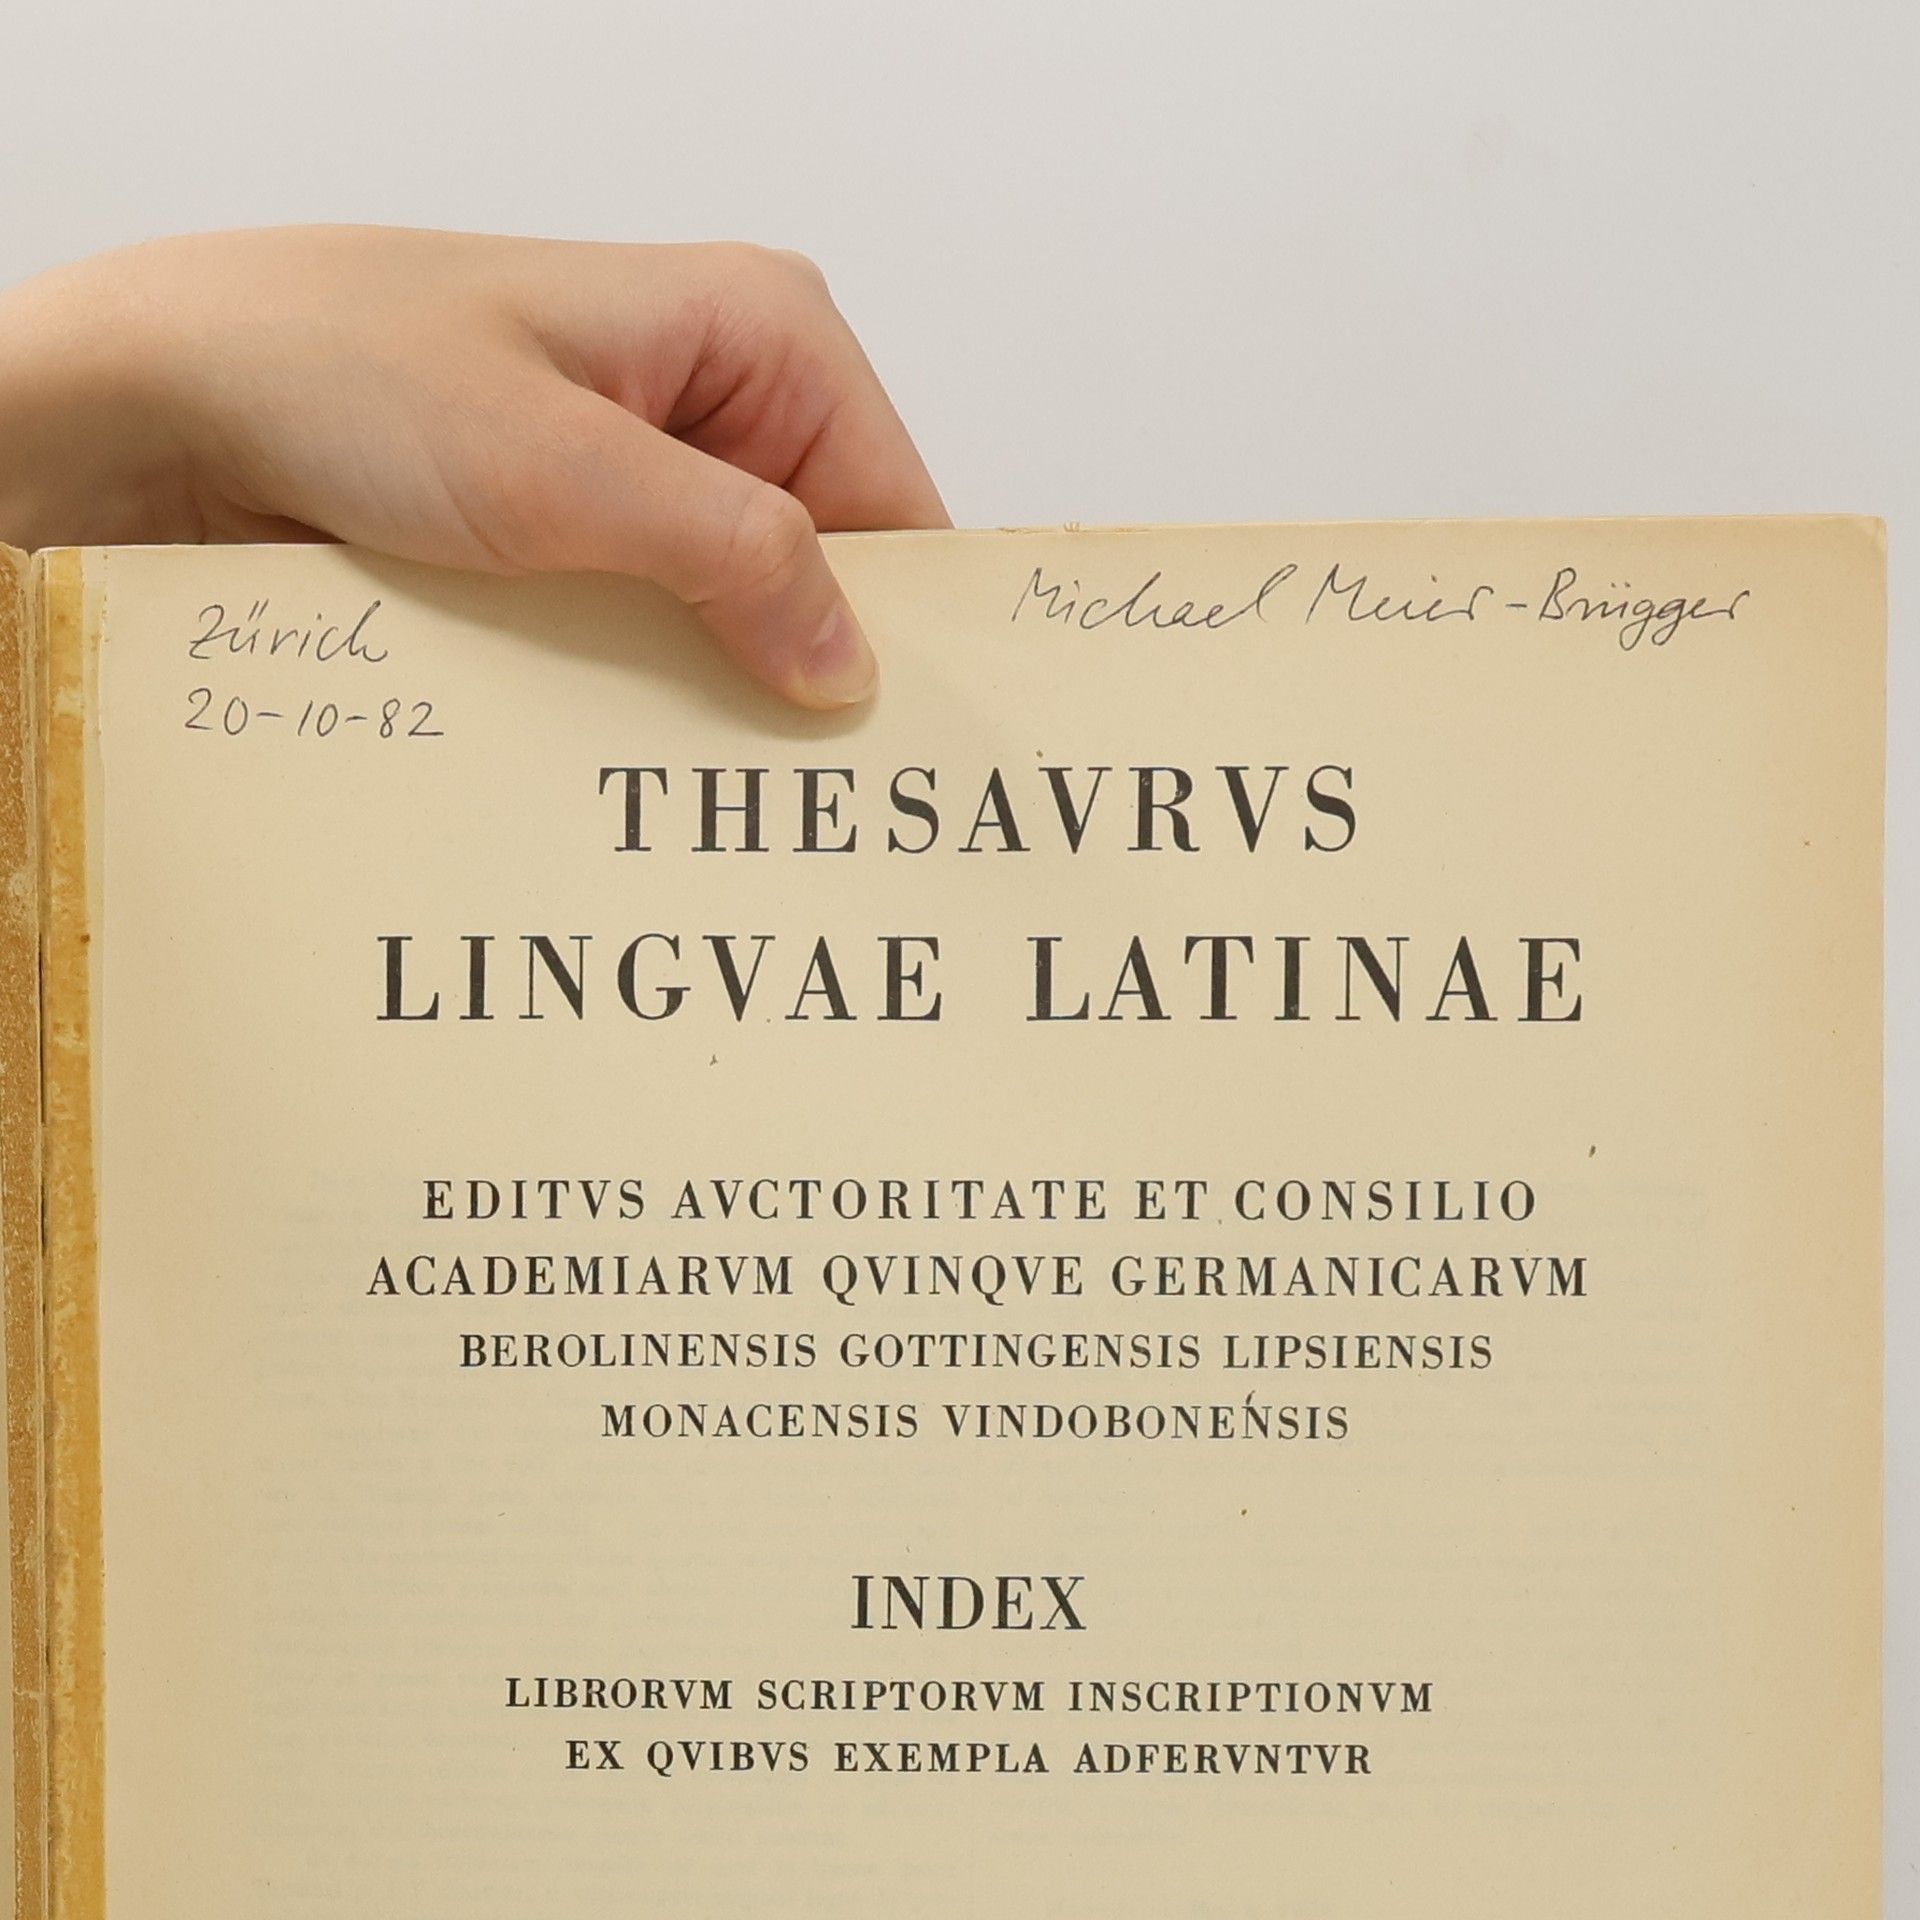 Zürich
20-10-82
Michael Meier-Brügger
THESAVRVS
LINGVAE LATINAE
EDITVS AVCTORITATE ET CONSILIO
ACADEMIARVM QVINQVE GERMANICARVM
BEROLINENSIS GOTTINGENSIS LIPSIENSIS
MONACENSIS VINDOBONENSIS
INDEX
LIBRORVM SCRIPTORVM INSCRIPTIONVM
EX QVIBVS EXEMPLA ADFERVNTVR